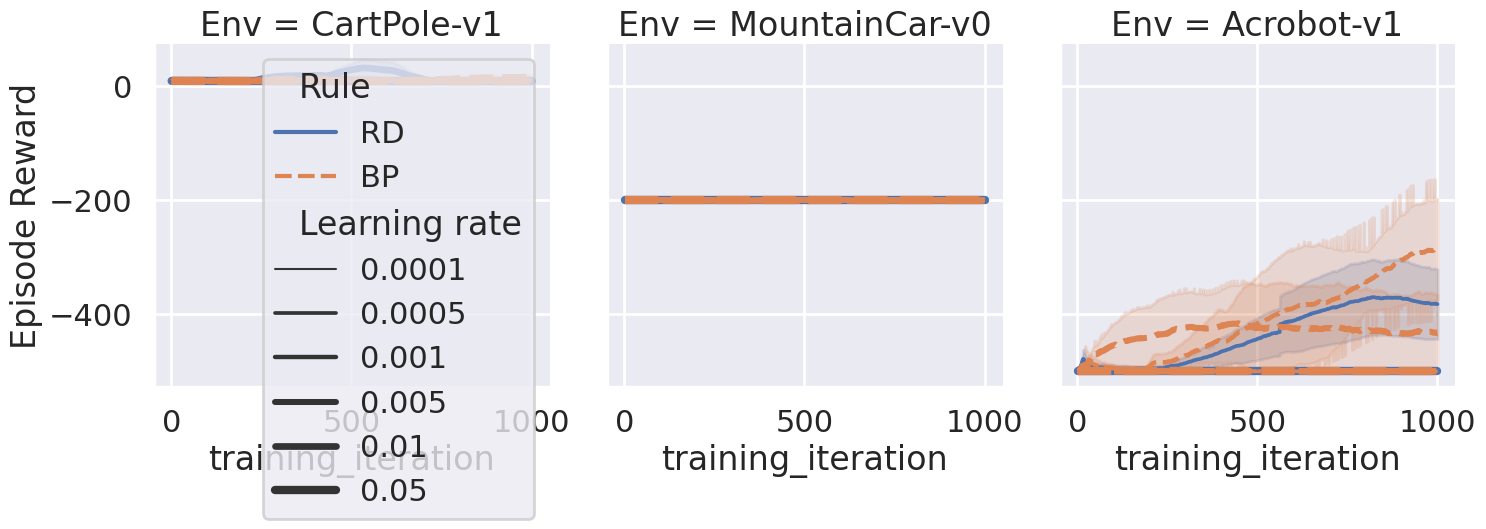 Env = CartPole-v1
Env = MountainCar-v0
Env = Acrobot-v1
Episode Reward
0
−200
−400
Rule
RD
BP
Learning rate
0.0001
0.0005
0.001
0.005
0.01
0.05
0 500 1000
0 500 1000
0 500 1000
training_iteration
training_iteration
training_iteration